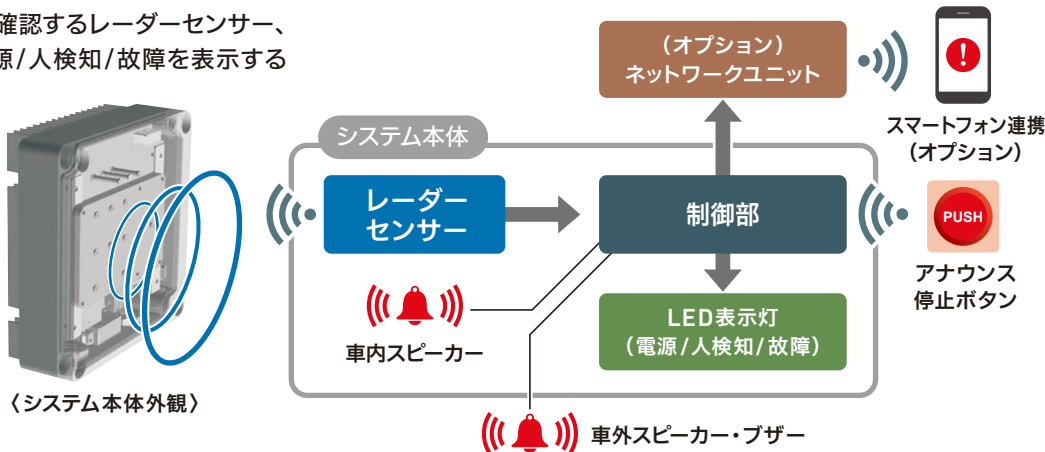 確認するレーダーセンサー、
源/人検知/故障を表示する
(オプション)
ネットワークユニット
スマートフォン連携
(オプション)
システム本体
レーダー
センサー
制御部
PUSH
アナウンス
停止ボタン
車内スピーカー
LED表示灯
(電源/人検知/故障)
〈システム本体外観〉
車外スピーカー・ブザー